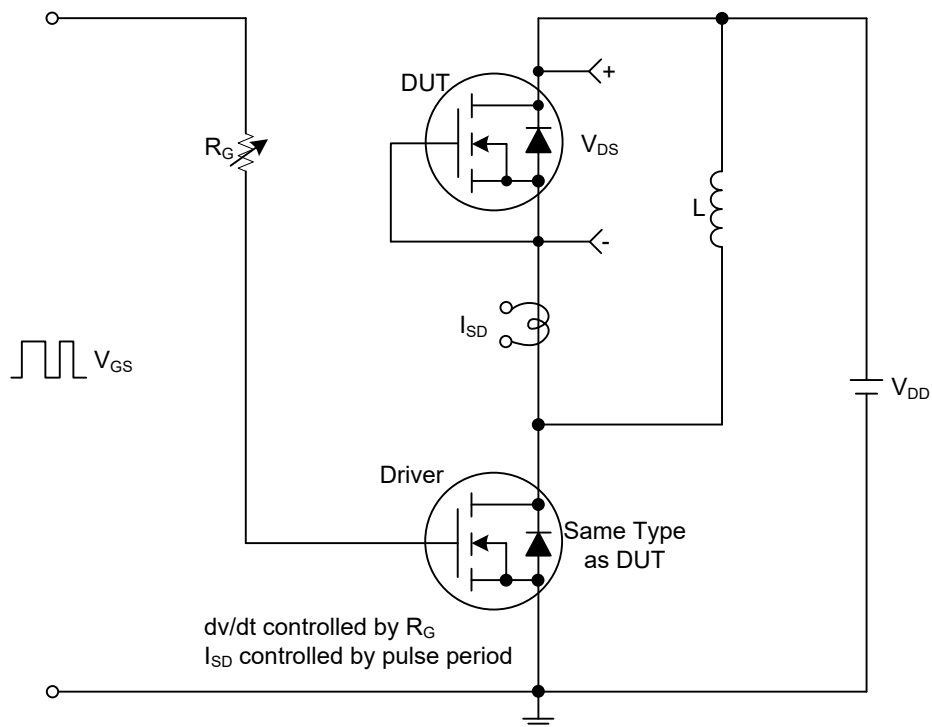 +
DUT
R_G
V_DS
L
-
I_SD
V_GS
V_DD
Driver
Same Type
as DUT
dv/dt controlled by R_G
I_SD controlled by pulse period